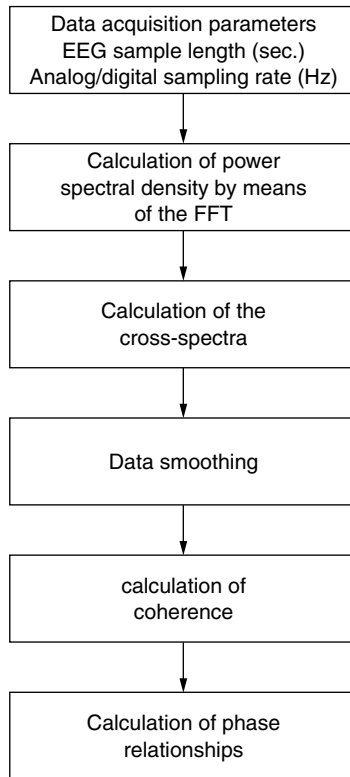 Data acquisition parameters
EEG sample length (sec.)
Analog/digital sampling rate (Hz)
Calculation of power
spectral density by means
of the FFT
Calculation of the
cross-spectra
Data smoothing
calculation of
coherence
Calculation of phase
relationships